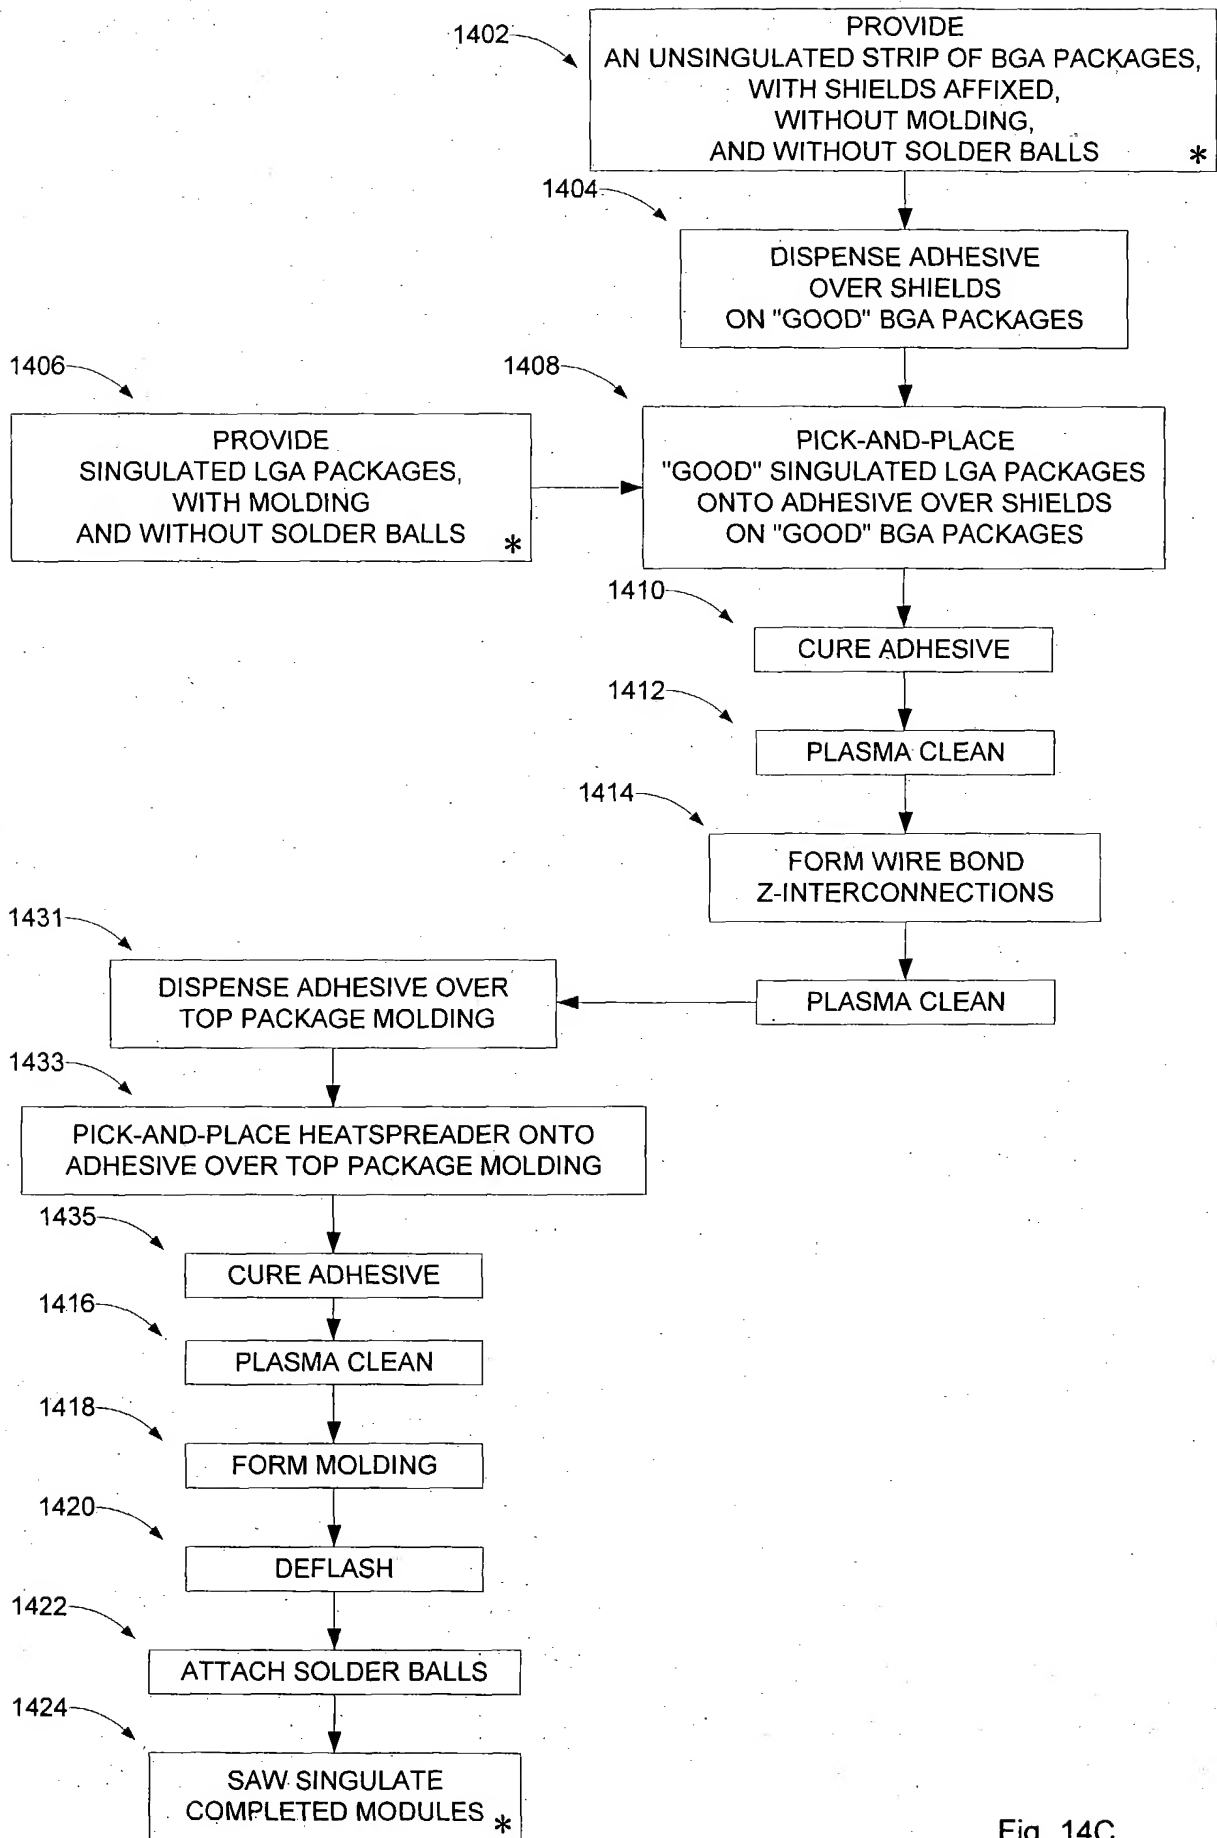 1402
PROVIDE
AN UNSINGULATED STRIP OF BGA PACKAGES,
WITH SHIELDS AFFIXED,
WITHOUT MOLDING,
AND WITHOUT SOLDER BALLS *
1404
DISPENSE ADHESIVE
OVER SHIELDS
ON "GOOD" BGA PACKAGES
1406
PROVIDE
SINGULATED LGA PACKAGES,
WITH MOLDING
AND WITHOUT SOLDER BALLS *
1408
PICK-AND-PLACE
"GOOD" SINGULATED LGA PACKAGES
ONTO ADHESIVE OVER SHIELDS
ON "GOOD" BGA PACKAGES
1410
CURE ADHESIVE
1412
PLASMA CLEAN
1414
FORM WIRE BOND
Z-INTERCONNECTIONS
PLASMA CLEAN
1431
DISPENSE ADHESIVE OVER
TOP PACKAGE MOLDING
1433
PICK-AND-PLACE HEATSPREADER ONTO
ADHESIVE OVER TOP PACKAGE MOLDING
1435
CURE ADHESIVE
1416
PLASMA CLEAN
1418
FORM MOLDING
1420
DEFLASH
1422
ATTACH SOLDER BALLS
1424
SAW SINGULATE
COMPLETED MODULES *
Fig. 14C